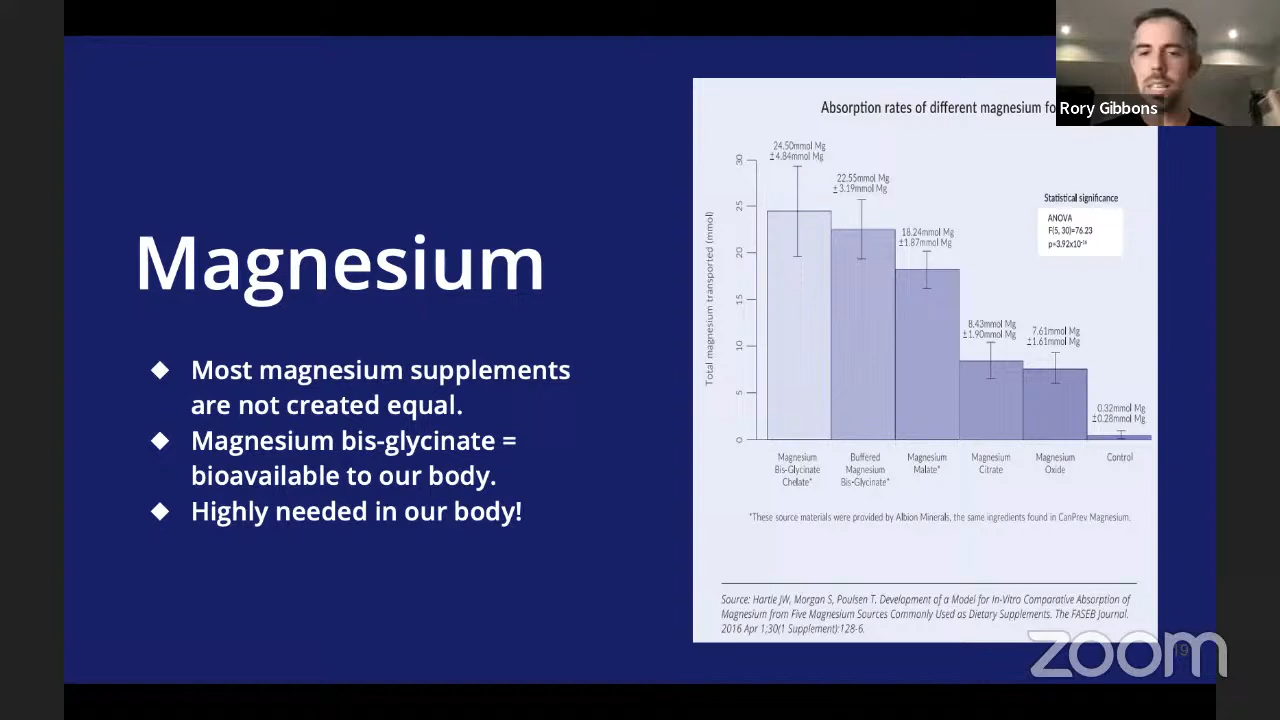 Magnesium
◆ Most magnesium supplements
are not created equal.
◆ Magnesium bis-glycinate =
bioavailable to our body.
◆ Highly needed in our body!
Absorption rates of different magnesium fo
Rory Gibbons
Total magnesium transported (mmol)
30
25
20
15
10
5
0
24.50mmol Mg
±4.84mmol Mg
22.55mmol Mg
±3.19mmol Mg
18.24mmol Mg
±1.87mmol Mg
8.43mmol Mg
±1.90mmol Mg
7.61mmol Mg
±1.61mmol Mg
0.32mmol Mg
±0.28mmol Mg
Statistical significance
ANOVA
F(5, 30)=76.23
Magnesium
Bis-Glycinate
Chelate*
Buffered
Magnesium
Bis-Glycinate*
Magnesium
Malate*
Magnesium
Citrate
Magnesium
Oxide
Control
*These source materials were provided by Albion Minerals, the same ingredients found in CanPrev Magnesium.
Source: Hartle JW, Morgan S, Poulsen T. Development of a Model for In-Vitro Comparative Absorption of
Magnesium from Five Magnesium Sources Commonly Used as Dietary Supplements. The FASEB Journal.
2016 Apr 1;30(1 Supplement):128-6.
zoom
19